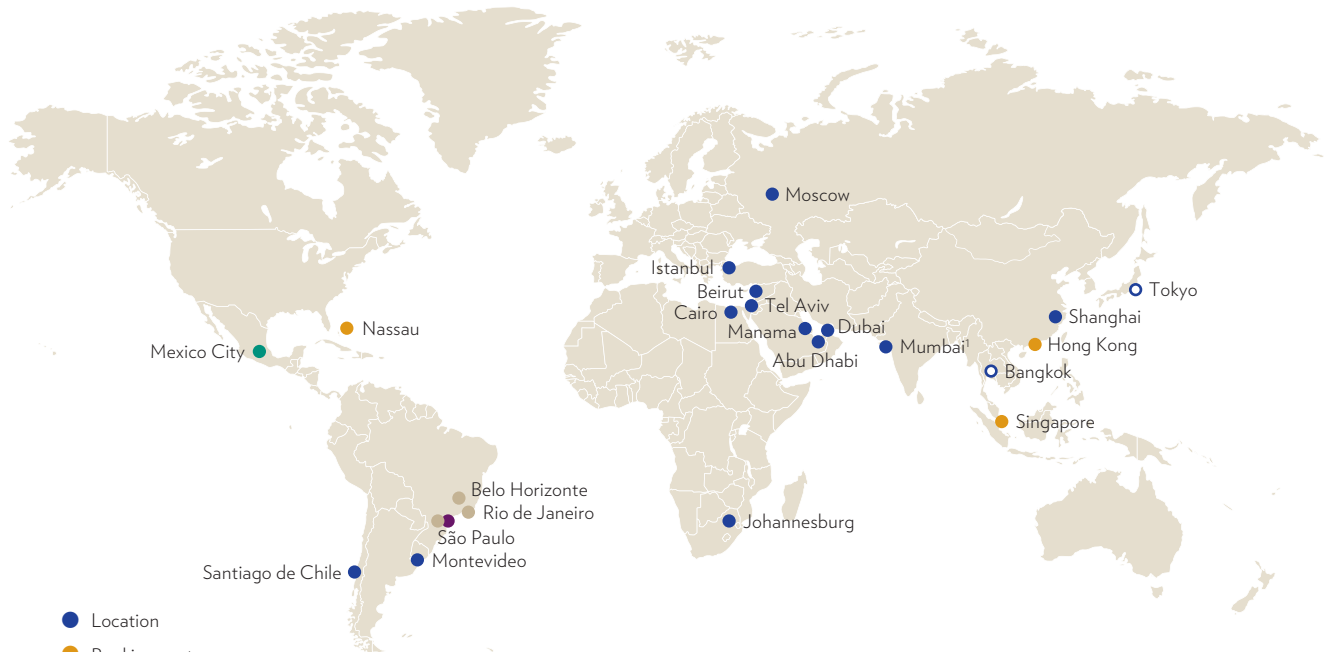 Moscow
Istanbul
Beirut
Tokyo
Tel Aviv
Cairo
Shanghai
Nassau
Manama
Dubai
Hong Kong
Mumbai¹
Mexico City
Abu Dhabi
Bangkok
Singapore
Belo Horizonte
Rio de Janeiro
Johannesburg
São Paulo
Montevideo
Santiago de Chile
Location